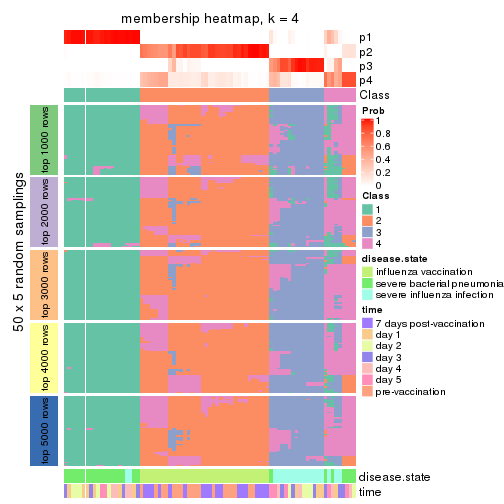 membership heatmap, k = 4
p1
p2
p3
p4
Class
50 x 5 random samplings
top 1000 rows
top 2000 rows
top 3000 rows
top 4000 rows
top 5000 rows
disease.state
time
Prob
1
0.8
0.6
0.4
0.2
0
Class
1
2
3
4
disease.state
influenza vaccination
severe bacterial pneumonia
severe influenza infection
time
7 days post-vaccination
day 1
day 2
day 3
day 4
day 5
pre-vaccination